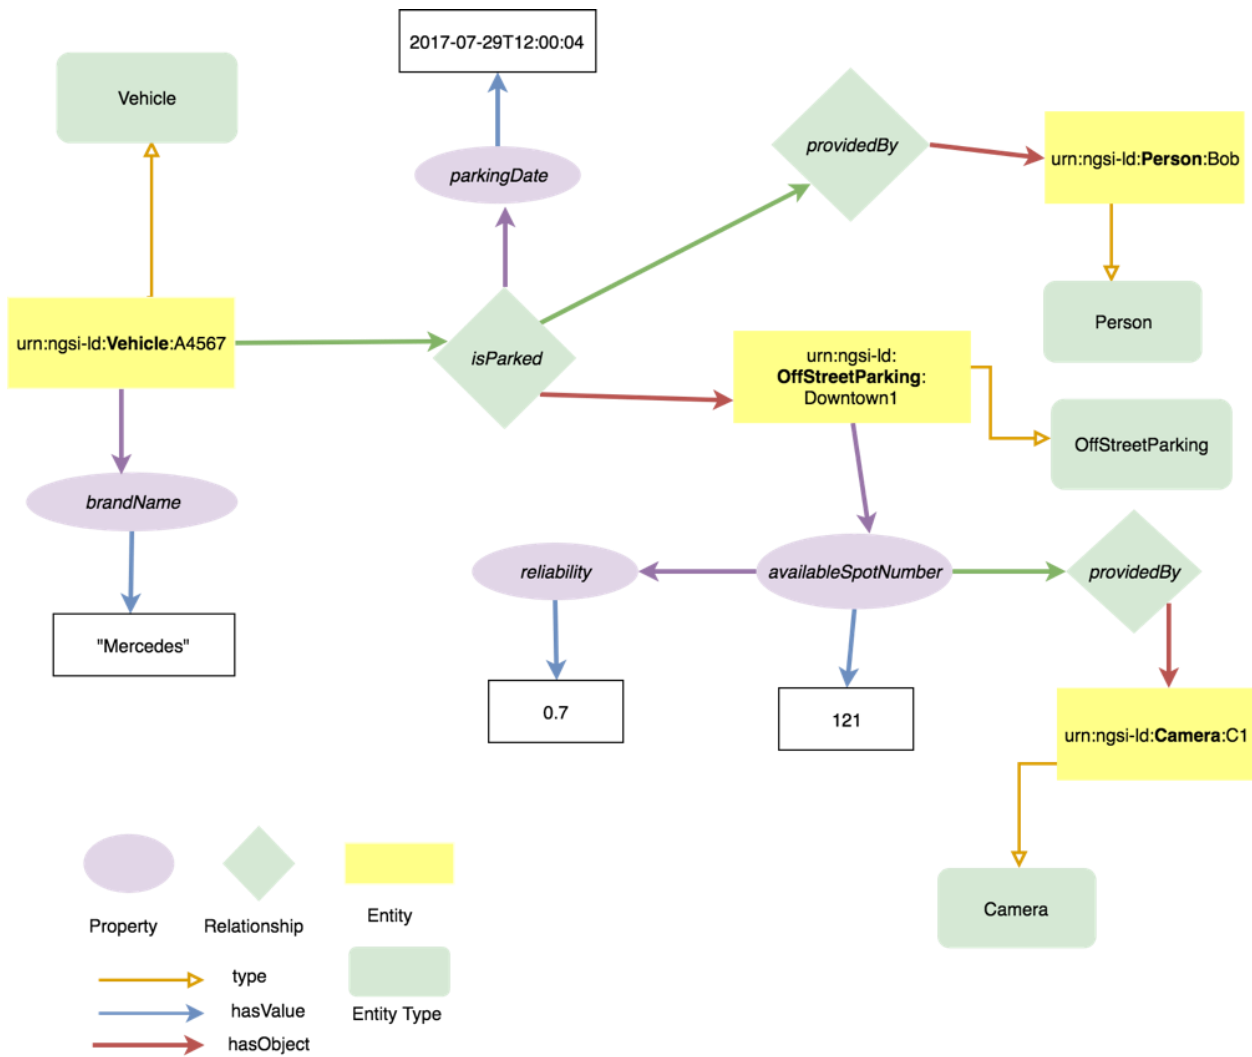 2017-07-29T12:00:04
Vehicle
providedBy
urn:ngsi-ld:Person:Bob
parkingDate
Person
urn:ngsi-ld:Vehicle:A4567
isParked
urn:ngsi-ld:
OffStreetParking:
Downtown1
OffStreetParking
brandName
reliability
availableSpotNumber
providedBy
"Mercedes"
0.7
121
urn:ngsi-ld:Camera:C1
Camera
Property
Relationship
Entity
type
hasValue
Entity Type
hasObject